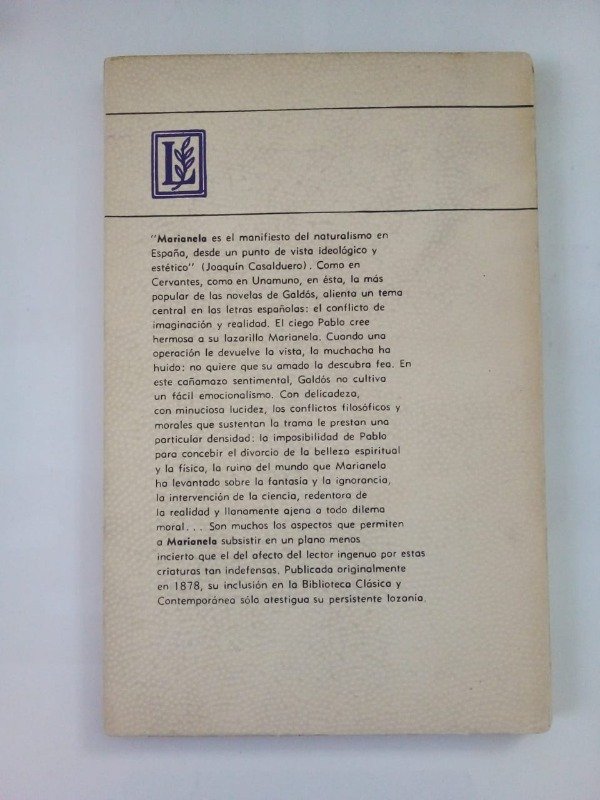 L
"Marianela es el manifiesto del naturalismo en
España, desde un punto de vista ideológico y
estético" (Joaquín Casalduero). Como en
Cervantes, como en Unamuno, en ésta, la más
popular de las novelas de Galdós, alienta un tema
central en las letras españolas: el conflicto de
imaginación y realidad. El ciego Pablo cree
hermosa a su lazarillo Marianela. Cuando una
operación le devuelve la vista, la muchacha ha
huido: no quiere que su amado la descubra fea. En
este cañamazo sentimental, Galdós no cultiva
un fácil emocionalismo. Con delicadeza,
con minuciosa lucidez, los conflictos filosóficos y
morales que sustentan la trama le prestan una
particular densidad: la imposibilidad de Pablo
para concebir el divorcio de la belleza espiritual
y la física, la ruina del mundo que Marianela
ha levantado sobre la fantasía y la ignorancia,
la intervención de la ciencia, redentora de
la realidad y llanamente ajena a todo dilema
moral... Son muchos los aspectos que permiten
a Marianela subsistir en un plano menos
incierto que el del afecto del lector ingenuo por estas
criaturas tan indefensas. Publicada originalmente
en 1878, su inclusión en la Biblioteca Clásica y
Contemporánea sólo atestigua su persistente lozanía.